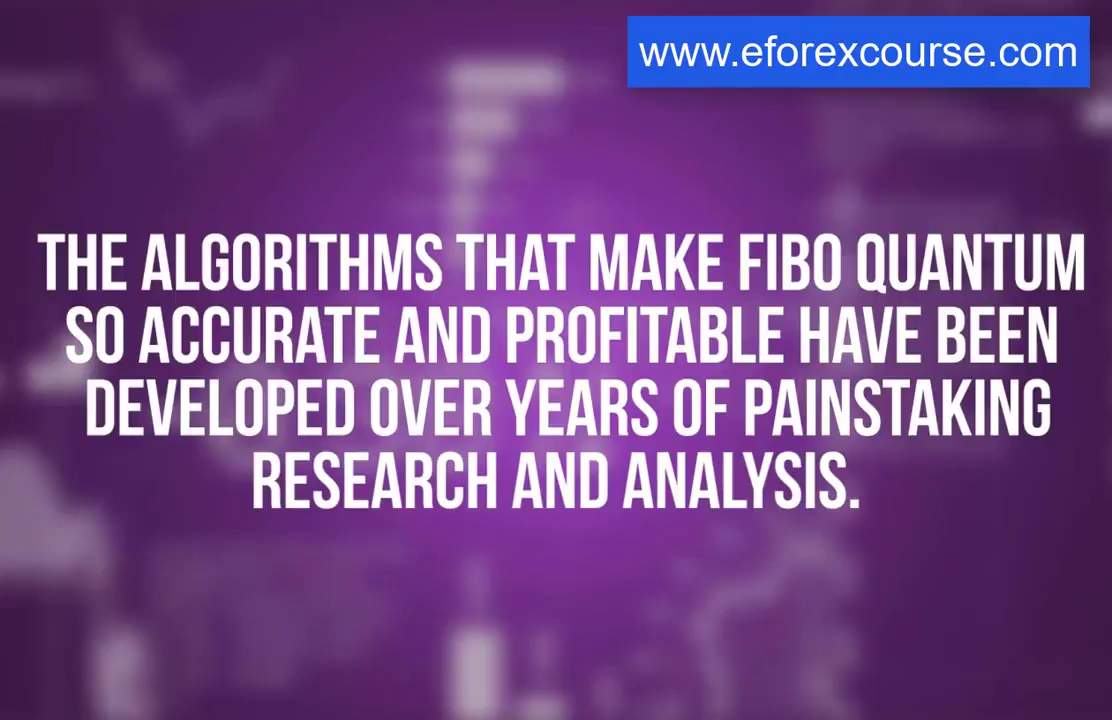 www.eforexcourse.com
THE ALGORITHMS THAT MAKE FIBO QUANTUM
SO ACCURATE AND PROFITABLE HAVE BEEN
DEVELOPED OVER YEARS OF PAINSTAKING
RESEARCH AND ANALYSIS.